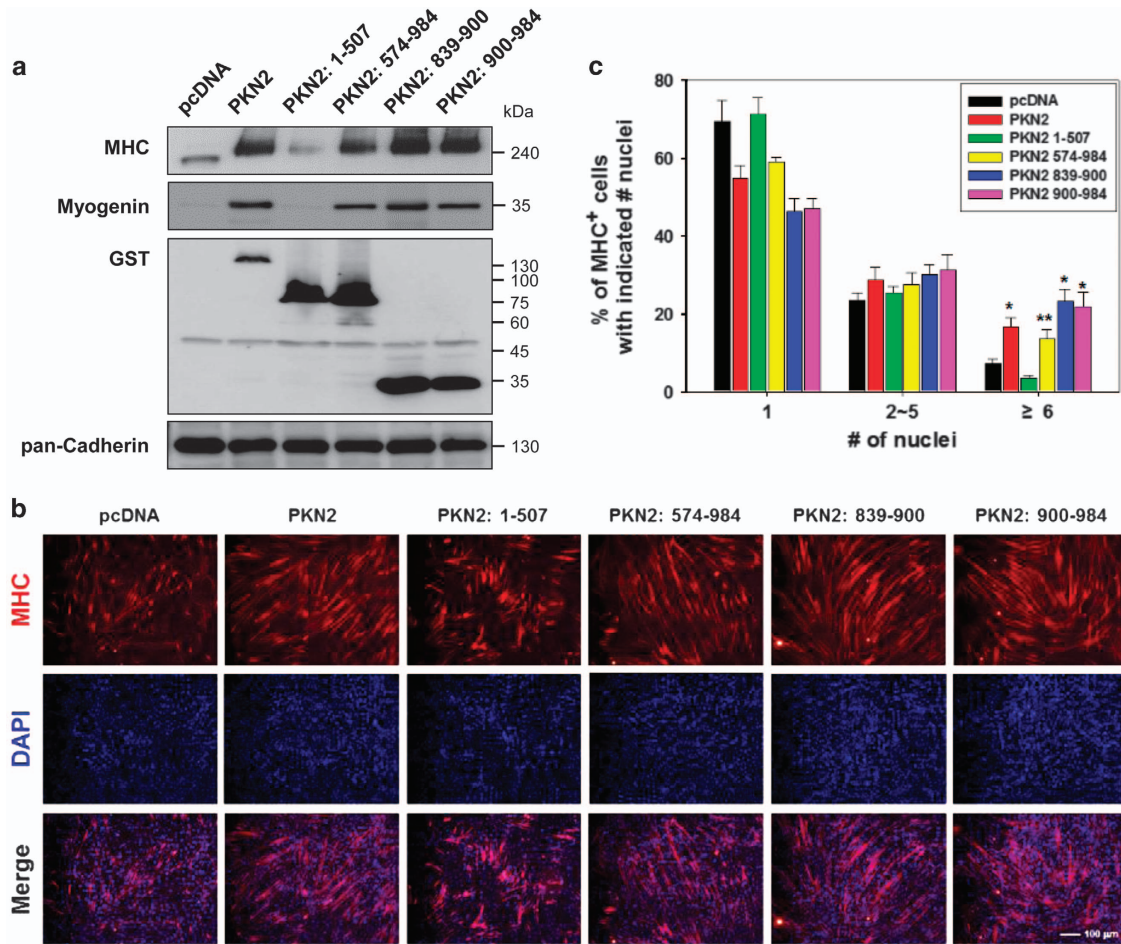 a
pcDNA
PKN2
PKN2: 1-507
PKN2: 574-984
PKN2: 839-900
PKN2: 900-984
kDa
MHC
240
Myogenin
35
GST
130
100
75
60
45
35
pan-Cadherin
130
c
80
60
40
20
0
% of MHC+ cells
with indicated # nuclei
pcDNA
PKN2
PKN2 1-507
PKN2 574-984
PKN2 839-900
PKN2 900-984
* ** * *
1 2~5 ≥ 6
# of nuclei
b
pcDNA PKN2 PKN2: 1-507 PKN2: 574-984 PKN2: 839-900 PKN2: 900-984
MHC
DAPI
Merge
100 µm